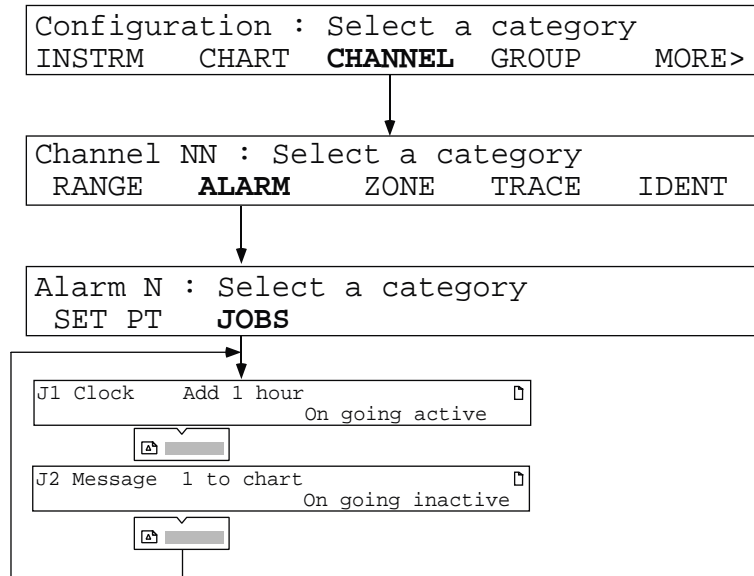 Configuration : Select a category
INSTRM CHART CHANNEL GROUP MORE>
Channel NN : Select a category
RANGE ALARM ZONE TRACE IDENT
Alarm N : Select a category
SET PT JOBS
J1 Clock Add 1 hour
On going active
J2 Message 1 to chart
On going inactive